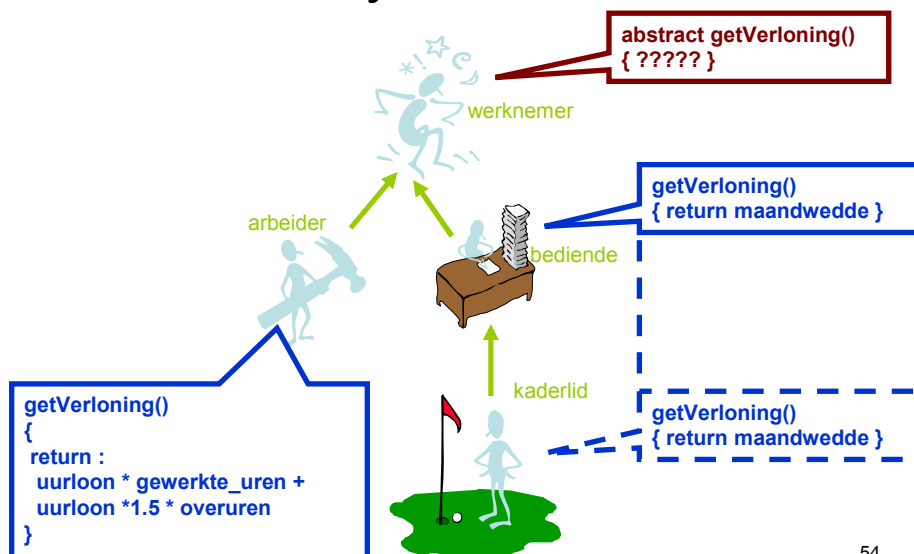 abstract getVerloning()
{ ????? }
werknemer
getVerloning()
{ return maandwedde }
arbeider
bediende
kaderlid
getVerloning()
{ return maandwedde }
getVerloning()
{
return :
uurloon * gewerkte_uren +
uurloon *1.5 * overuren
}
54